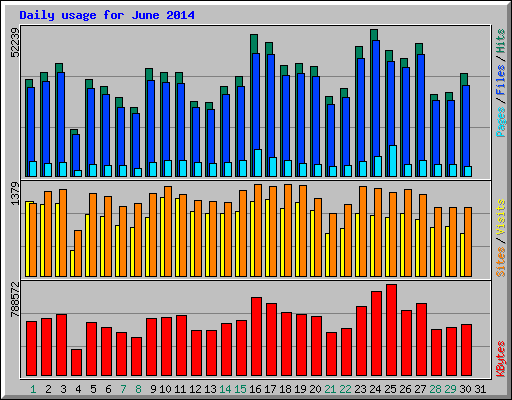 Daily usage for June 2014
52239
Pages/Files/Hits
1379
Sites/Visits
788572
KBytes
1 2 3 4 5 6 7 8 9 10 11 12 13 14 15 16 17 18 19 20 21 22 23 24 25 26 27 28 29 30 31